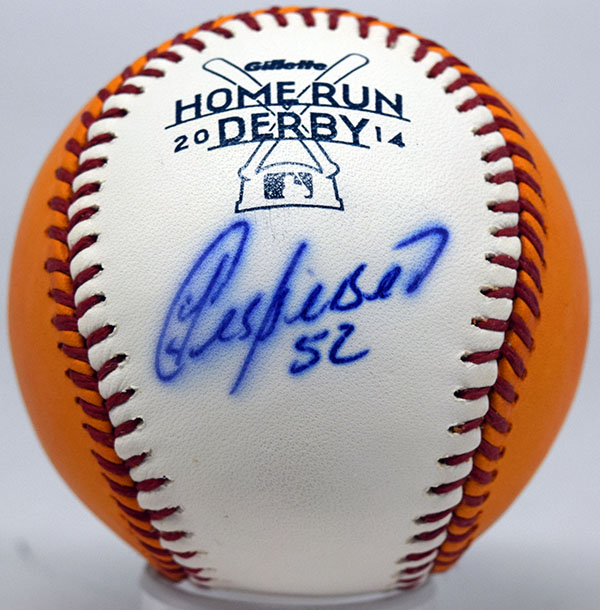 Gillette
HOME RUN
20 DERBY 14
Cespedes
52